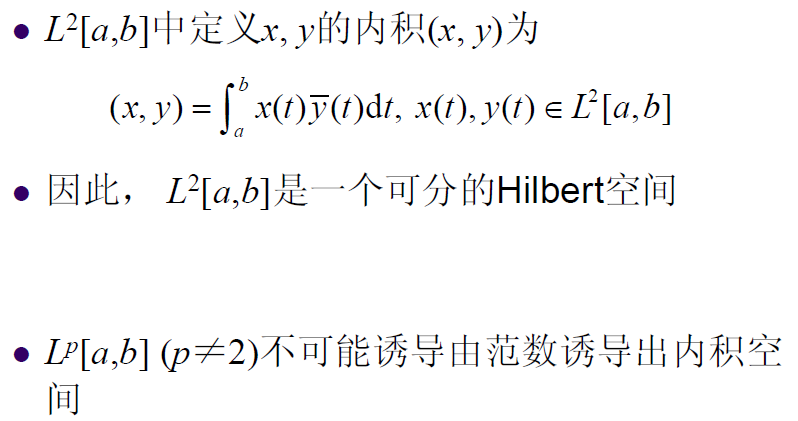 ● L²[a,b]中定义x, y的内积(x, y)为
(x, y) = ∫ₐᵇ x(t)y̅(t)dt, x(t), y(t) ∈ L²[a,b]
● 因此， L²[a,b]是一个可分的Hilbert空间
● Lᵖ[a,b] (p≠2)不可能诱导由范数诱导出内积空
间